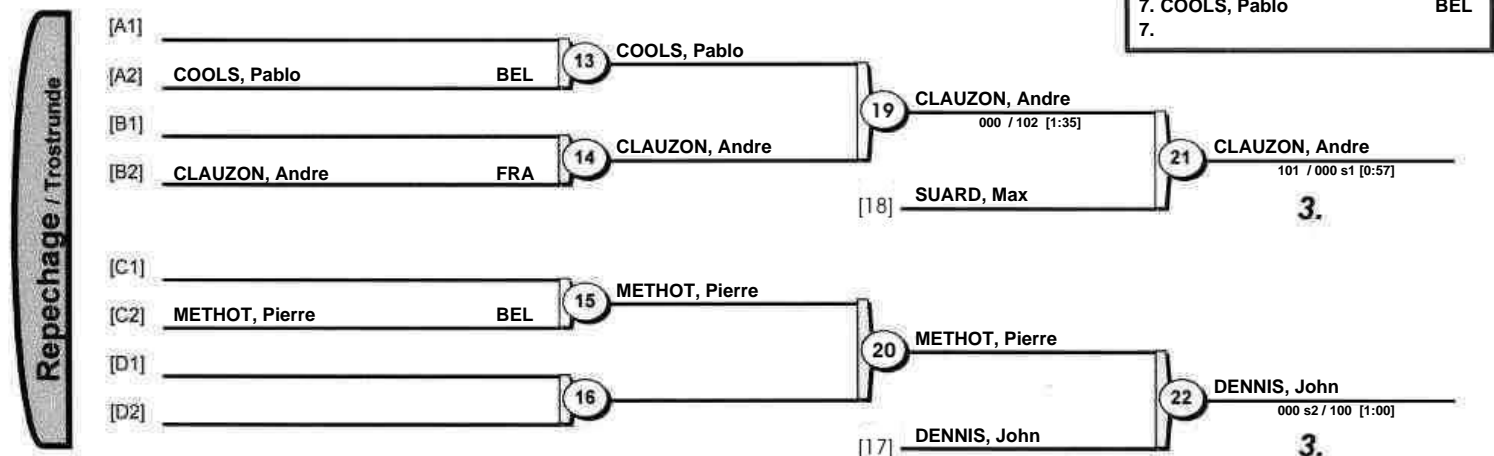 7. COOLS, Pablo BEL
7.
Repechage / Trostrunde
[A1]
[A2] COOLS, Pablo BEL
13 COOLS, Pablo
[B1]
[B2] CLAUZON, Andre FRA
14 CLAUZON, Andre
19 CLAUZON, Andre
000 / 102 [1:35]
[18] SUARD, Max
21 CLAUZON, Andre
101 / 000 s1 [0:57]
3.
[C1]
[C2] METHOT, Pierre BEL
15 METHOT, Pierre
[D1]
[D2]
16
20 METHOT, Pierre
[17] DENNIS, John
22 DENNIS, John
000 s2 / 100 [1:00]
3.